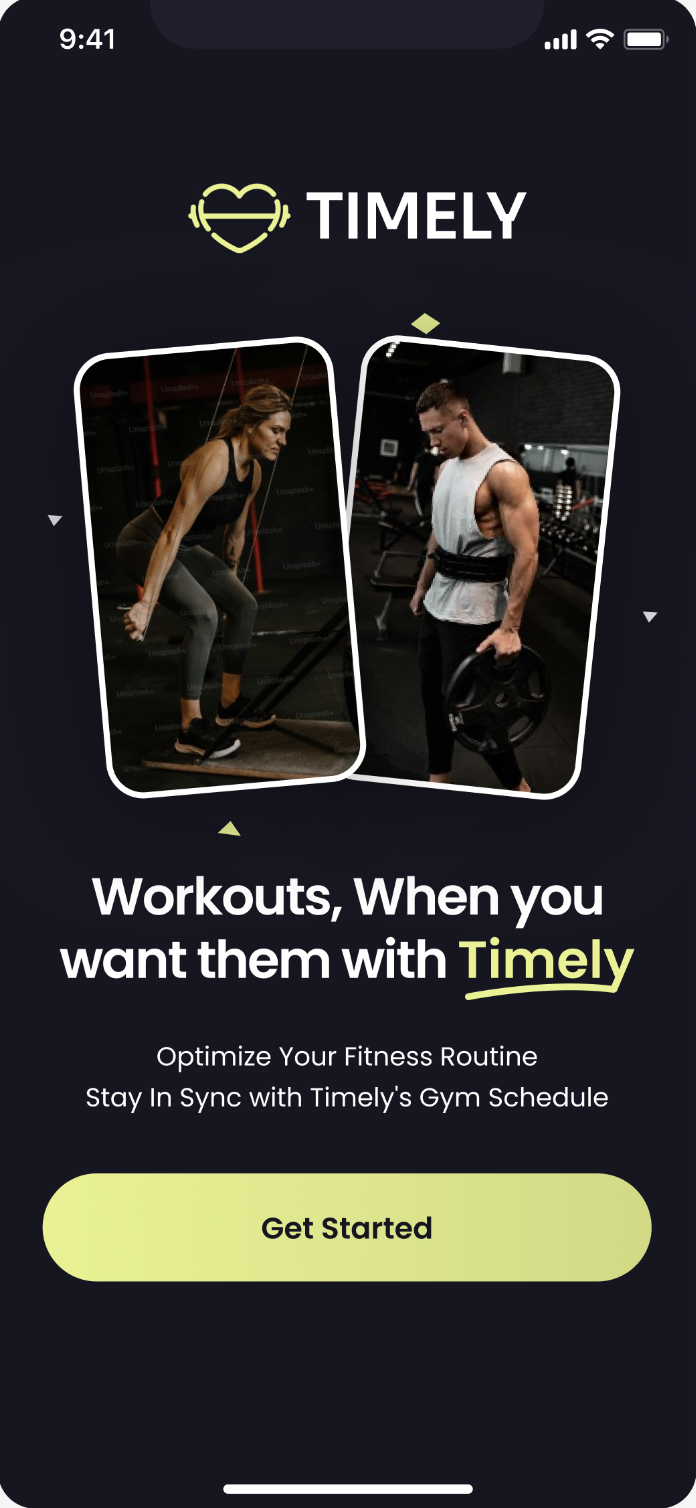 9:41
TIMELY
Unsplash+
Workouts, When you
want them with Timely
Optimize Your Fitness Routine
Stay In Sync with Timely's Gym Schedule
Get Started